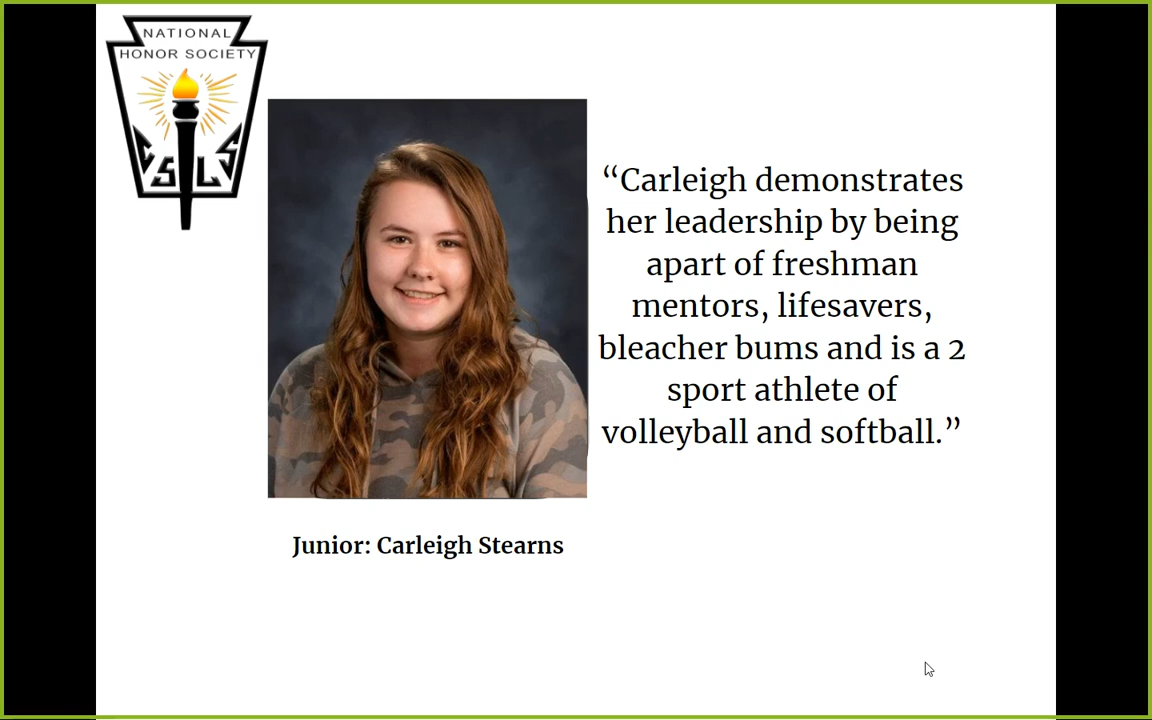 NATIONAL
HONOR SOCIETY
C S L S
“Carleigh demonstrates
her leadership by being
apart of freshman
mentors, lifesavers,
bleacher bums and is a 2
sport athlete of
volleyball and softball.”
Junior: Carleigh Stearns